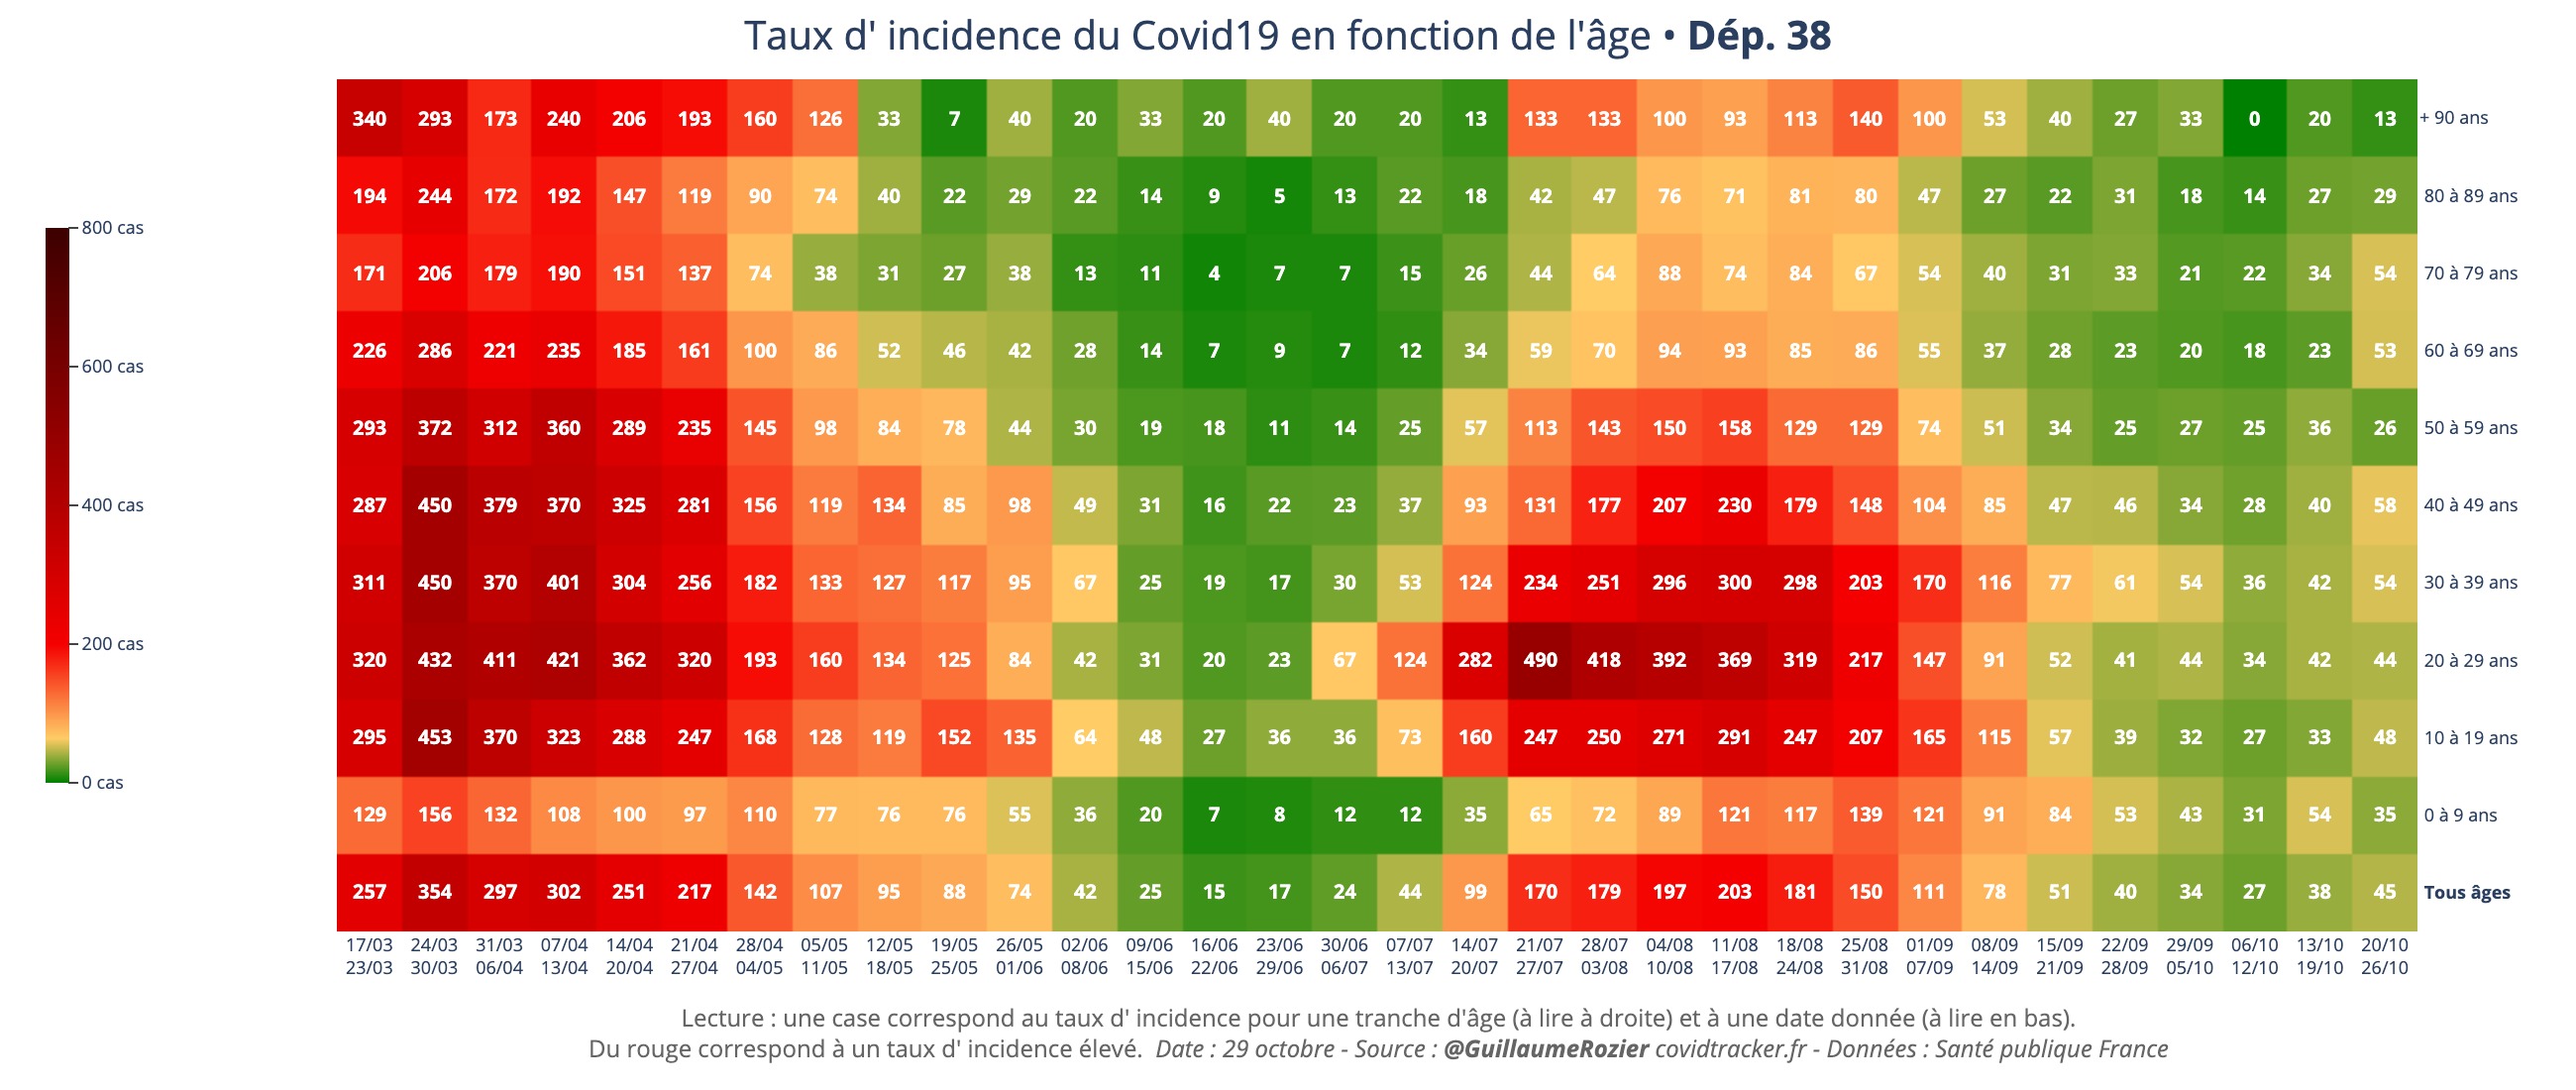 Taux d' incidence du Covid19 en fonction de l'âge • Dép. 38
800 cas
600 cas
400 cas
200 cas
0 cas
340 293 173 240 206 193 160 126 33 7 40 20 33 20 40 20 20 13 133 133 100 93 113 140 100 53 40 27 33 0 20 13 + 90 ans
194 244 172 192 147 119 90 74 40 22 29 22 14 9 5 13 22 18 42 47 76 71 81 80 47 27 22 31 18 14 27 29 80 à 89 ans
171 206 179 190 151 137 74 38 31 27 38 13 11 4 7 7 15 26 44 64 88 74 84 67 54 40 31 33 21 22 34 54 70 à 79 ans
226 286 221 235 185 161 100 86 52 46 42 28 14 7 9 7 12 34 59 70 94 93 85 86 55 37 28 23 20 18 23 53 60 à 69 ans
293 372 312 360 289 235 145 98 84 78 44 30 19 18 11 14 25 57 113 143 150 158 129 129 74 51 34 25 27 25 36 26 50 à 59 ans
287 450 379 370 325 281 156 119 134 85 98 49 31 16 22 23 37 93 131 177 207 230 179 148 104 85 47 46 34 28 40 58 40 à 49 ans
311 450 370 401 304 256 182 133 127 117 95 67 25 19 17 30 53 124 234 251 296 300 298 203 170 116 77 61 54 36 42 54 30 à 39 ans
320 432 411 421 362 320 193 160 134 125 84 42 31 20 23 67 124 282 490 418 392 369 319 217 147 91 52 41 44 34 42 44 20 à 29 ans
295 453 370 323 288 247 168 128 119 152 135 64 48 27 36 36 73 160 247 250 271 291 247 207 165 115 57 39 32 27 33 48 10 à 19 ans
129 156 132 108 100 97 110 77 76 76 55 36 20 7 8 12 12 35 65 72 89 121 117 139 121 91 84 53 43 31 54 35 0 à 9 ans
257 354 297 302 251 217 142 107 95 88 74 42 25 15 17 24 44 99 170 179 197 203 181 150 111 78 51 40 34 27 38 45 Tous âges
17/03 24/03 31/03 07/04 14/04 21/04 28/04 05/05 12/05 19/05 26/05 02/06 09/06 16/06 23/06 30/06 07/07 14/07 21/07 28/07 04/08 11/08 18/08 25/08 01/09 08/09 15/09 22/09 29/09 06/10 13/10 20/10
23/03 30/03 06/04 13/04 20/04 27/04 04/05 11/05 18/05 25/05 01/06 08/06 15/06 22/06 29/06 06/07 13/07 20/07 27/07 03/08 10/08 17/08 24/08 31/08 07/09 14/09 21/09 28/09 05/10 12/10 19/10 26/10
Lecture : une case correspond au taux d' incidence pour une tranche d'âge (à lire à droite) et à une date donnée (à lire en bas).
Du rouge correspond à un taux d' incidence élevé. Date : 29 octobre - Source : @GuillaumeRozier covidtracker.fr - Données : Santé publique France